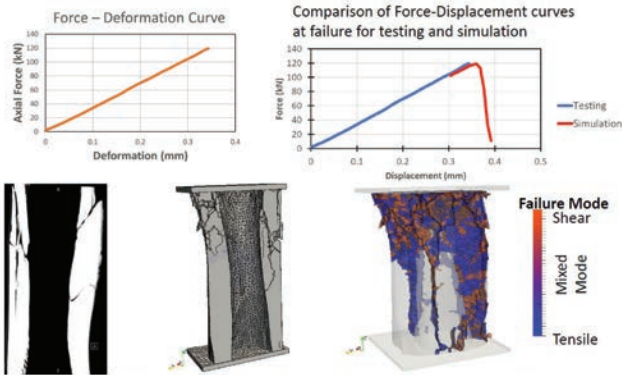 Force – Deformation Curve
Axial Force (kN)
140
120
100
80
60
40
20
0
0 0.1 0.2 0.3 0.4
Deformation (mm)
Comparison of Force-Displacement curves
at failure for testing and simulation
Force (kN)
140
120
100
80
60
40
20
0
0 0.1 0.2 0.3 0.4 0.5
Displacement (mm)
Testing
Simulation
Failure Mode
Shear
Mixed
Mode
Tensile